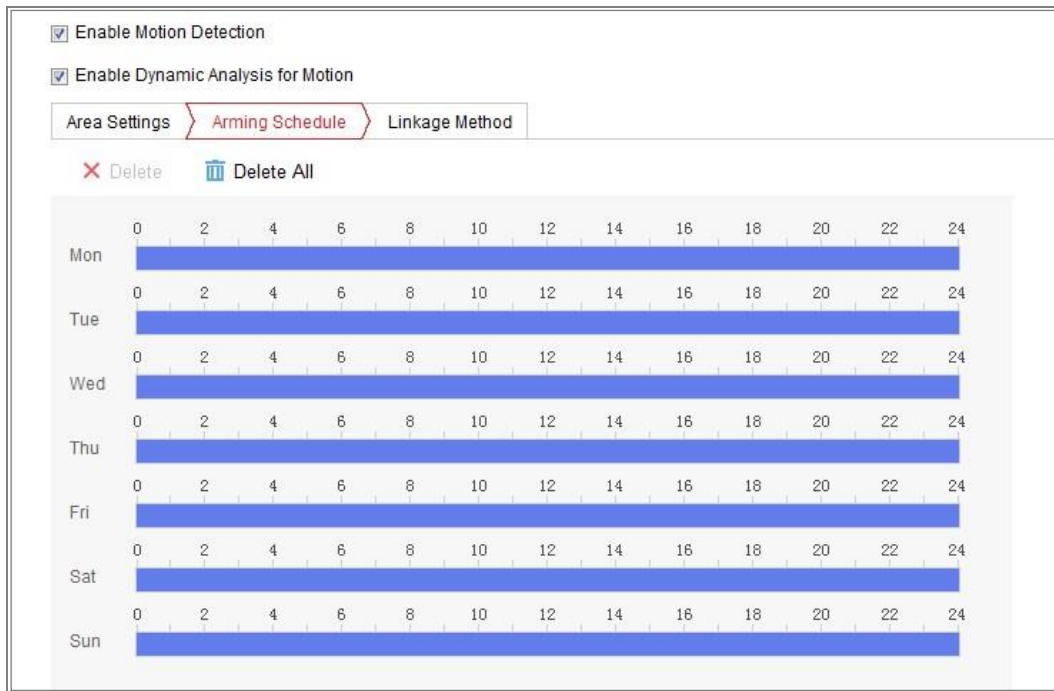 Enable Motion Detection
Enable Dynamic Analysis for Motion
Area Settings Arming Schedule Linkage Method
Delete Delete All
0 2 4 6 8 10 12 14 16 18 20 22 24
Mon
0 2 4 6 8 10 12 14 16 18 20 22 24
Tue
0 2 4 6 8 10 12 14 16 18 20 22 24
Wed
0 2 4 6 8 10 12 14 16 18 20 22 24
Thu
0 2 4 6 8 10 12 14 16 18 20 22 24
Fri
0 2 4 6 8 10 12 14 16 18 20 22 24
Sat
0 2 4 6 8 10 12 14 16 18 20 22 24
Sun